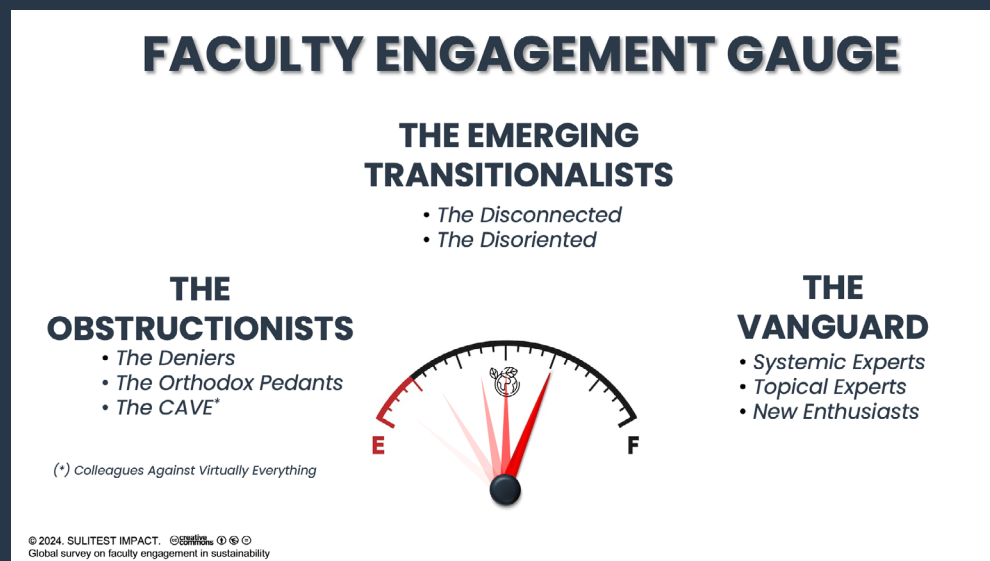 FACULTY ENGAGEMENT GAUGE
THE EMERGING
TRANSITIONALISTS
• The Disconnected
• The Disoriented
THE
OBSTRUCTIONISTS
• The Deniers
• The Orthodox Pedants
• The CAVE*
THE
VANGUARD
• Systemic Experts
• Topical Experts
• New Enthusiasts
E
F
(*) Colleagues Against Virtually Everything
© 2024. SULITEST IMPACT. creative commons
Global survey on faculty engagement in sustainability